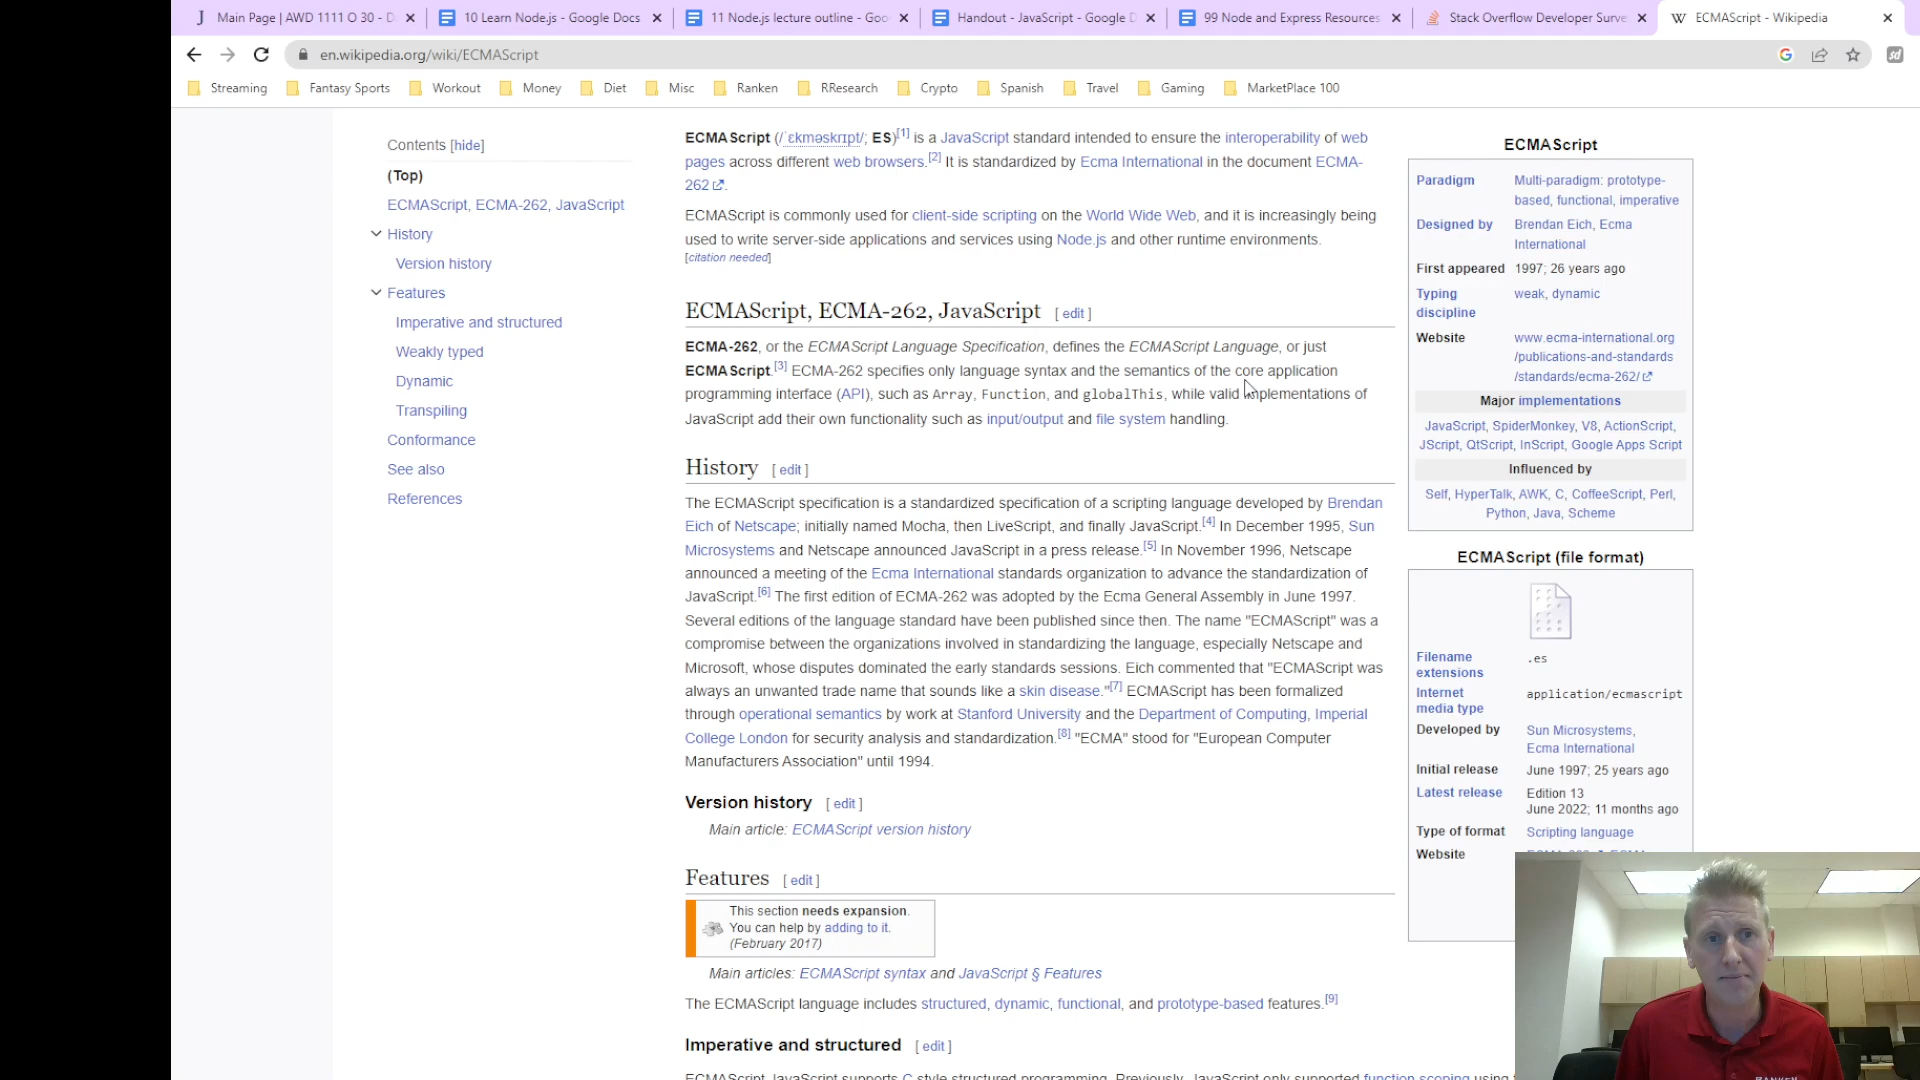 Main Page | AWD 1111 O 30 - D
10 Learn Node.js - Google Docs
11 Node.js lecture outline - Goo
Handout - JavaScript - Google D
99 Node and Express Resources
Stack Overflow Developer Surve
W ECMAScript - Wikipedia
en.wikipedia.org/wiki/ECMAScript
Streaming Fantasy Sports Workout Money Diet Misc Ranken RResearch Crypto Spanish Travel Gaming MarketPlace 100
Contents [hide]
(Top)
ECMAScript, ECMA-262, JavaScript
History
Version history
Features
Imperative and structured
Weakly typed
Dynamic
Transpiling
Conformance
See also
References
ECMAScript (/ˈɛkməskrɪpt/; ES)[1] is a JavaScript standard intended to ensure the interoperability of web
pages across different web browsers.[2] It is standardized by Ecma International in the document ECMA-
262.
ECMAScript is commonly used for client-side scripting on the World Wide Web, and it is increasingly being
used to write server-side applications and services using Node.js and other runtime environments.
[citation needed]
ECMAScript, ECMA-262, JavaScript [ edit ]
ECMA-262, or the ECMAScript Language Specification, defines the ECMAScript Language, or just
ECMAScript.[3] ECMA-262 specifies only language syntax and the semantics of the core application
programming interface (API), such as Array, Function, and globalThis, while valid implementations of
JavaScript add their own functionality such as input/output and file system handling.
History [ edit ]
The ECMAScript specification is a standardized specification of a scripting language developed by Brendan
Eich of Netscape; initially named Mocha, then LiveScript, and finally JavaScript.[4] In December 1995, Sun
Microsystems and Netscape announced JavaScript in a press release.[5] In November 1996, Netscape
announced a meeting of the Ecma International standards organization to advance the standardization of
JavaScript.[6] The first edition of ECMA-262 was adopted by the Ecma General Assembly in June 1997.
Several editions of the language standard have been published since then. The name "ECMAScript" was a
compromise between the organizations involved in standardizing the language, especially Netscape and
Microsoft, whose disputes dominated the early standards sessions. Eich commented that "ECMAScript was
always an unwanted trade name that sounds like a skin disease."[7] ECMAScript has been formalized
through operational semantics by work at Stanford University and the Department of Computing, Imperial
College London for security analysis and standardization.[8] "ECMA" stood for "European Computer
Manufacturers Association" until 1994.
Version history [ edit ]
Main article: ECMAScript version history
Features [ edit ]
This section needs expansion.
You can help by adding to it.
(February 2017)
Main articles: ECMAScript syntax and JavaScript § Features
The ECMAScript language includes structured, dynamic, functional, and prototype-based features.[9]
Imperative and structured [ edit ]
ECMAScript JavaScript supports C style structured programming. Previously, JavaScript only supported function scoping using
ECMAScript
Paradigm Multi-paradigm: prototype-
based, functional, imperative
Designed by Brendan Eich, Ecma
International
First appeared 1997; 26 years ago
Typing weak, dynamic
discipline
Website www.ecma-international.org
/publications-and-standards
/standards/ecma-262/
Major implementations
JavaScript, SpiderMonkey, V8, ActionScript,
JScript, QtScript, InScript, Google Apps Script
Influenced by
Self, HyperTalk, AWK, C, CoffeeScript, Perl,
Python, Java, Scheme
ECMAScript (file format)
Filename .es
extensions
Internet application/ecmascript
media type
Developed by Sun Microsystems,
Ecma International
Initial release June 1997; 25 years ago
Latest release Edition 13
June 2022; 11 months ago
Type of format Scripting language
Website
RANKEN